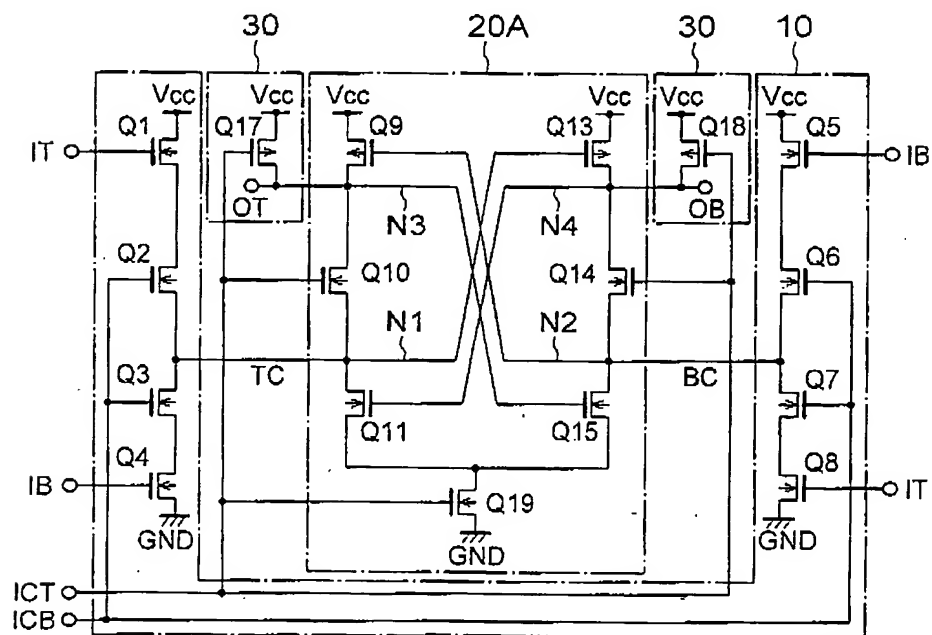 30 20A 30 10
Vcc Vcc Vcc Vcc Vcc Vcc
Q1 Q17 Q9 Q13 Q18 Q5
IT IB
OT N3 N4 OB
Q2 Q10 Q14 Q6
N1 N2
Q3 TC BC Q7
Q11 Q15
Q4 Q8
IB Q19 IT
GND GND GND
ICT
ICB